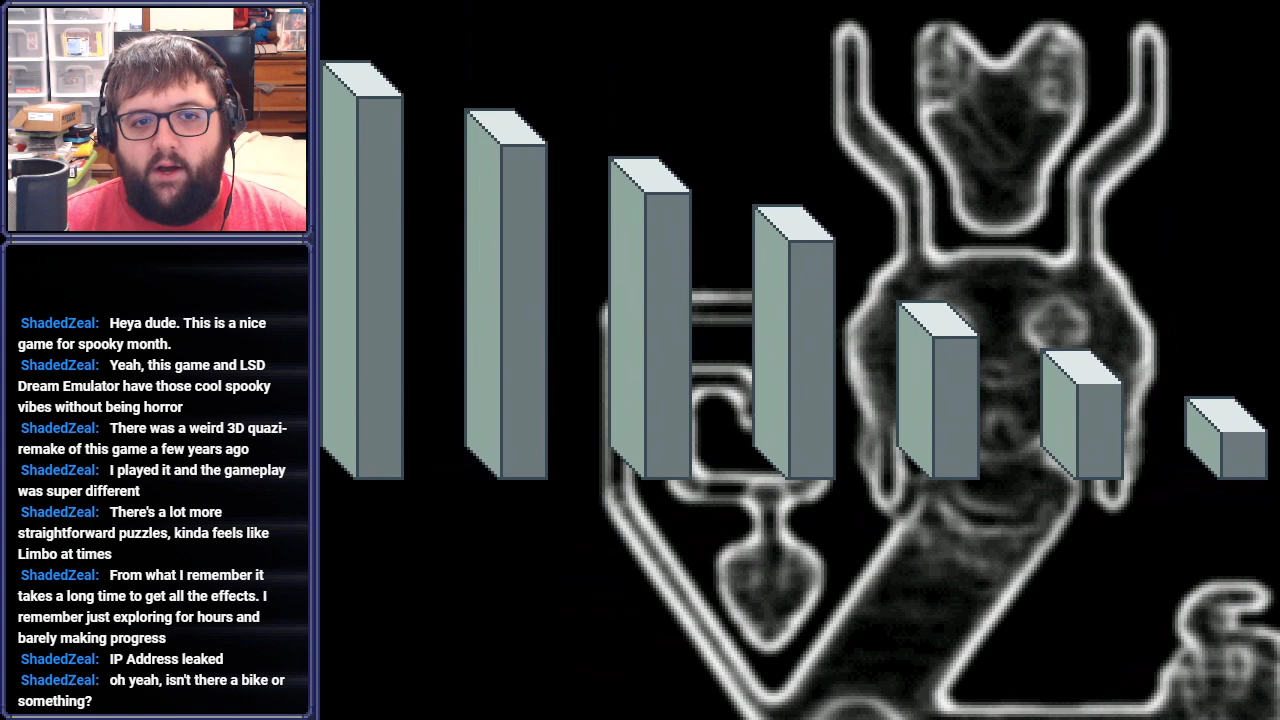 ShadedZeal: Heya dude. This is a nice
game for spooky month.
ShadedZeal: Yeah, this game and LSD
Dream Emulator have those cool spooky
vibes without being horror
ShadedZeal: There was a weird 3D quazi-
remake of this game a few years ago
ShadedZeal: I played it and the gameplay
was super different
ShadedZeal: There's a lot more
straightforward puzzles, kinda feels like
Limbo at times
ShadedZeal: From what I remember it
takes a long time to get all the effects. I
remember just exploring for hours and
barely making progress
ShadedZeal: IP Address leaked
ShadedZeal: oh yeah, isn't there a bike or
something?